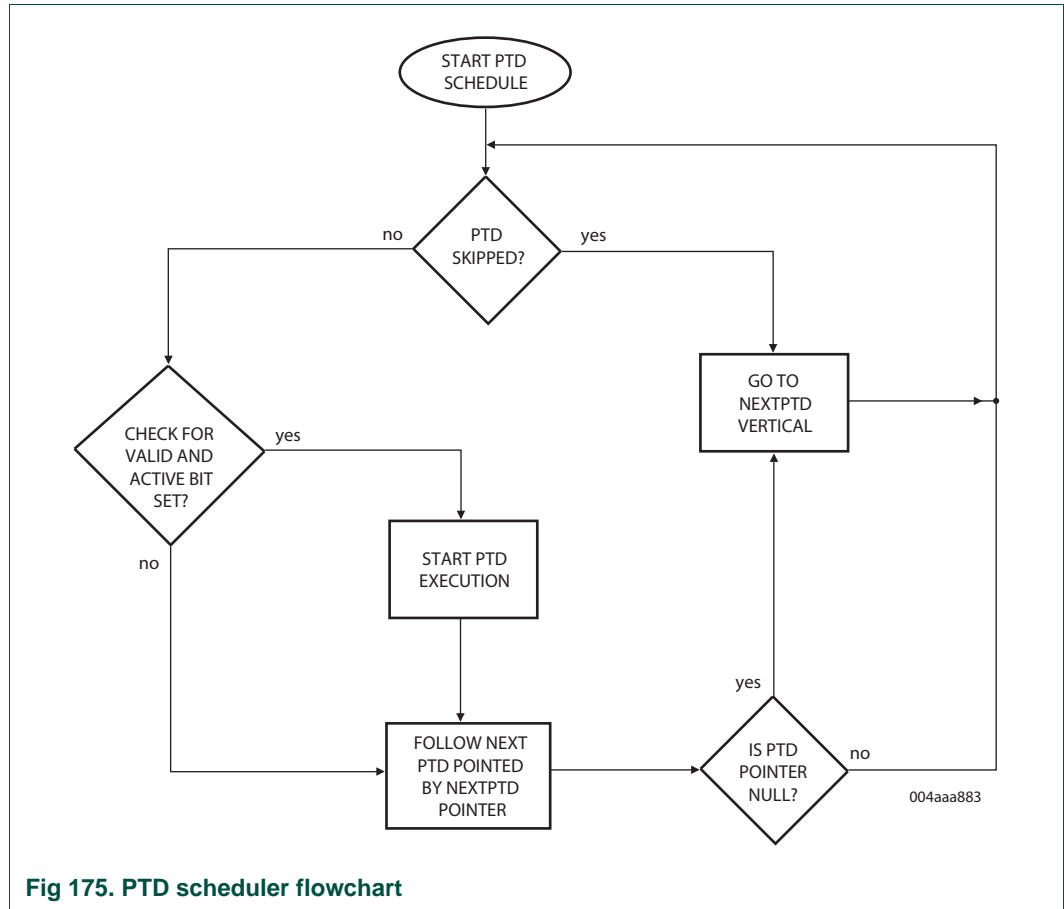 START PTD
SCHEDULE
PTD
SKIPPED?
no
yes
GO TO
NEXTPTD
VERTICAL
CHECK FOR
VALID AND
ACTIVE BIT
SET?
yes
no
START PTD
EXECUTION
FOLLOW NEXT
PTD POINTED
BY NEXTPTD
POINTER
yes
IS PTD
POINTER
NULL?
no
004aaa883
Fig 175. PTD scheduler flowchart